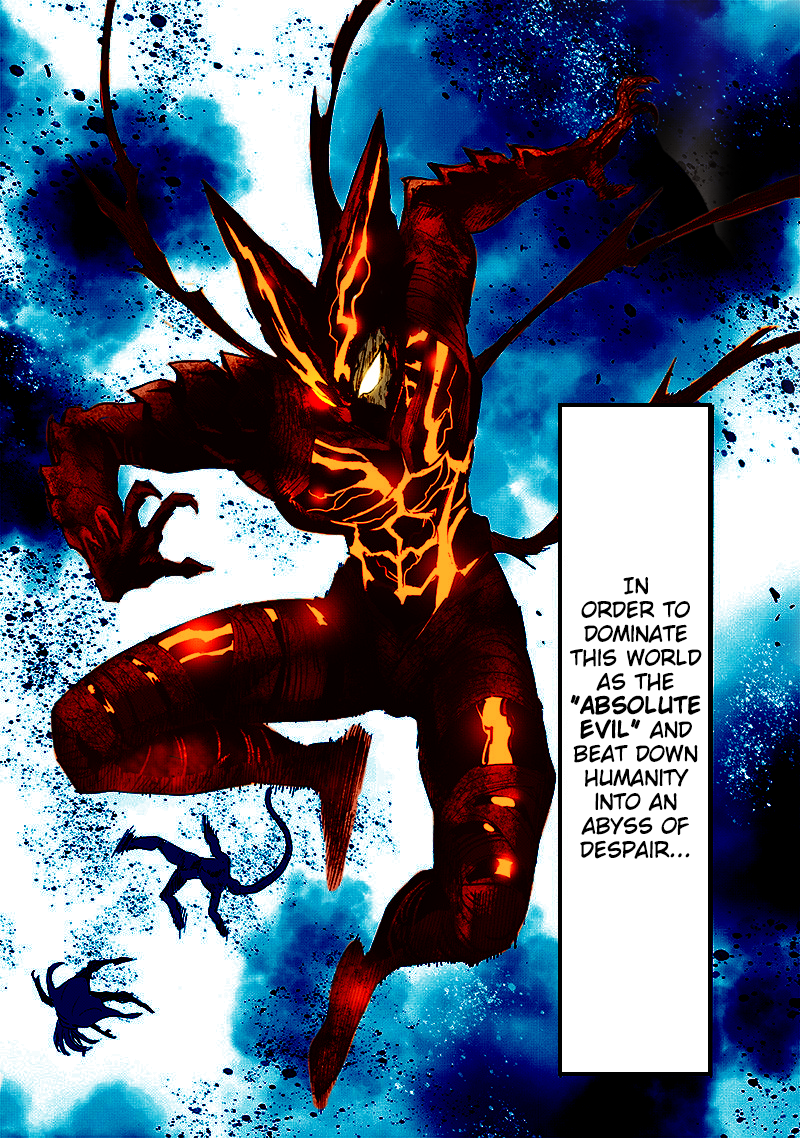 IN
ORDER TO
DOMINATE
THIS WORLD
AS THE
"ABSOLUTE
EVIL" AND
BEAT DOWN
HUMANITY
INTO AN
ABYSS OF
DESPAIR...